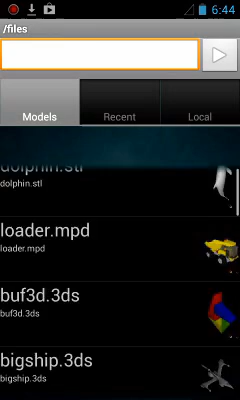 6:44
/files
Models Recent Local
dolphin.stl
dolphin.stl
loader.mpd
loader.mpd
buf3d.3ds
buf3d.3ds
bigship.3ds
bigship.3ds